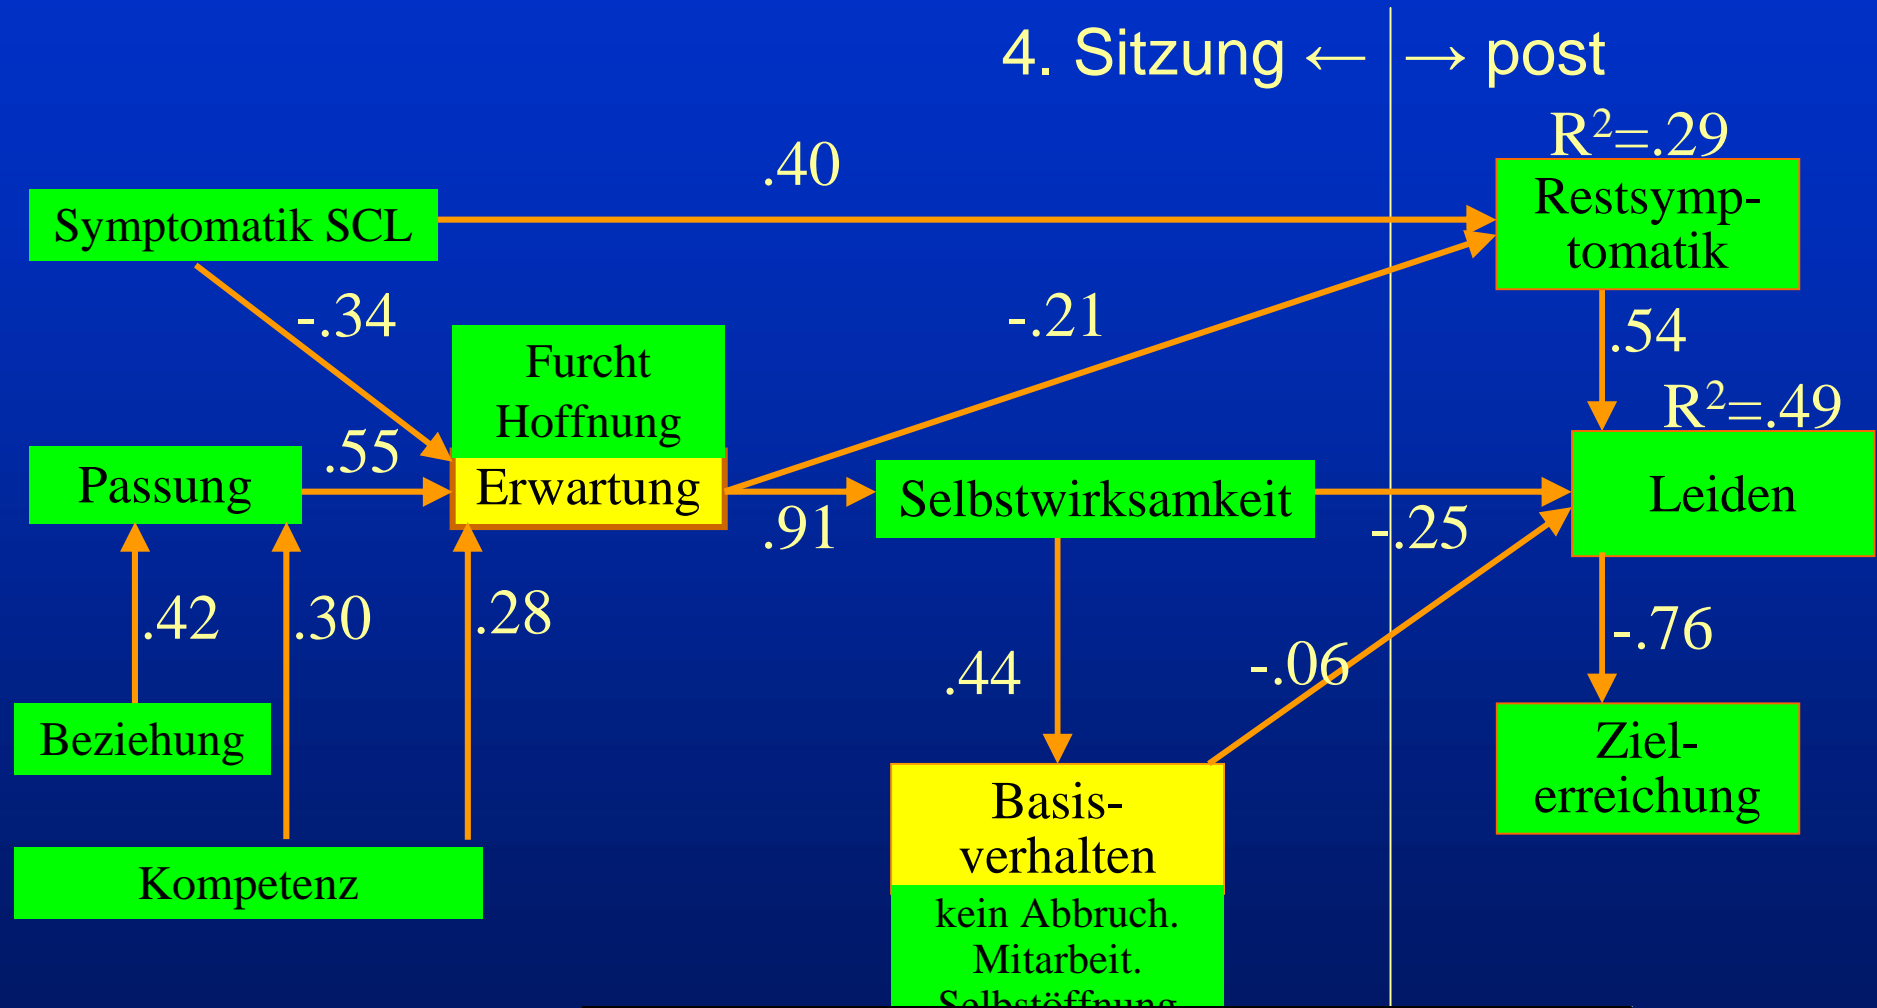 4. Sitzung ← → post
R²=.29
.40
Restsymp-
tomatik
Symptomatik SCL
-.34
-.21
.54
Furcht
Hoffnung
R²=.49
.55
Passung
Erwartung
Selbstwirksamkeit
Leiden
.91
-.25
.42
.30
.28
-.76
.44
-.06
Beziehung
Ziel-
erreichung
Basis-
verhalten
Kompetenz
kein Abbruch.
Mitarbeit.
Selbstöffnung